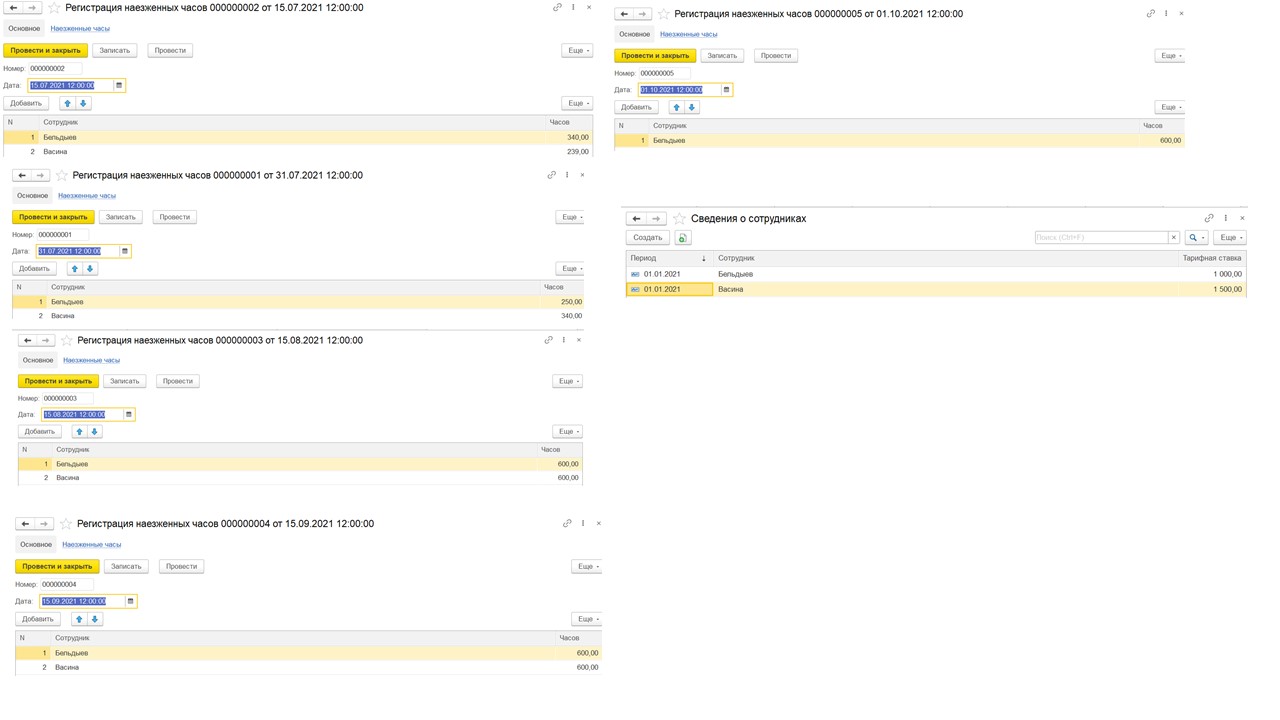 Регистрация наезженных часов 000000002 от 15.07.2021 12:00:00
Основное Наезженные часы
Провести и закрыть Записать Провести Еще
Номер: 000000002
Дата: 15.07.2021 12:00:00
Добавить Еще
N Сотрудник Часов
1 Бельдыев 340,00
2 Васина 239,00
Регистрация наезженных часов 000000001 от 31.07.2021 12:00:00
Основное Наезженные часы
Провести и закрыть Записать Провести Еще
Номер: 000000001
Дата: 31.07.2021 12:00:00
Добавить Еще
N Сотрудник Часов
1 Бельдыев 250,00
2 Васина 340,00
Регистрация наезженных часов 000000003 от 15.08.2021 12:00:00
Основное Наезженные часы
Провести и закрыть Записать Провести Еще
Номер: 000000003
Дата: 15.08.2021 12:00:00
Добавить Еще
N Сотрудник Часов
1 Бельдыев 600,00
2 Васина 600,00
Регистрация наезженных часов 000000004 от 15.09.2021 12:00:00
Основное Наезженные часы
Провести и закрыть Записать Провести Еще
Номер: 000000004
Дата: 15.09.2021 12:00:00
Добавить Еще
N Сотрудник Часов
1 Бельдыев 600,00
2 Васина 600,00
Регистрация наезженных часов 000000005 от 01.10.2021 12:00:00
Основное Наезженные часы
Провести и закрыть Записать Провести Еще
Номер: 000000005
Дата: 01.10.2021 12:00:00
Добавить Еще
N Сотрудник Часов
1 Бельдыев 600,00
Сведения о сотрудниках
Создать Поиск (Ctrl+F) Еще
Период Сотрудник Тарифная ставка
01.01.2021 Бельдыев 1 000,00
01.01.2021 Васина 1 500,00